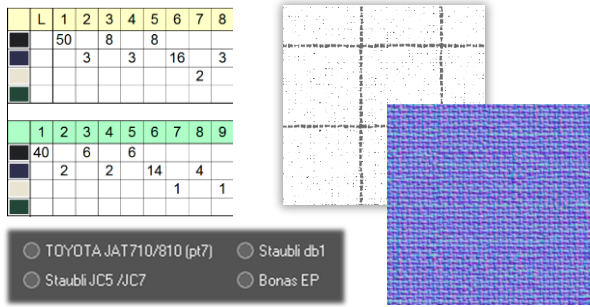 L 1 2 3 4 5 6 7 8
50 8 8
3 3 16 3
2
1 2 3 4 5 6 7 8 9
40 6 6
2 2 14 4
1 1
TOYOTA JAT710/810 (pt7) Staubli db1
Staubli JC5 /JC7 Bonas EP